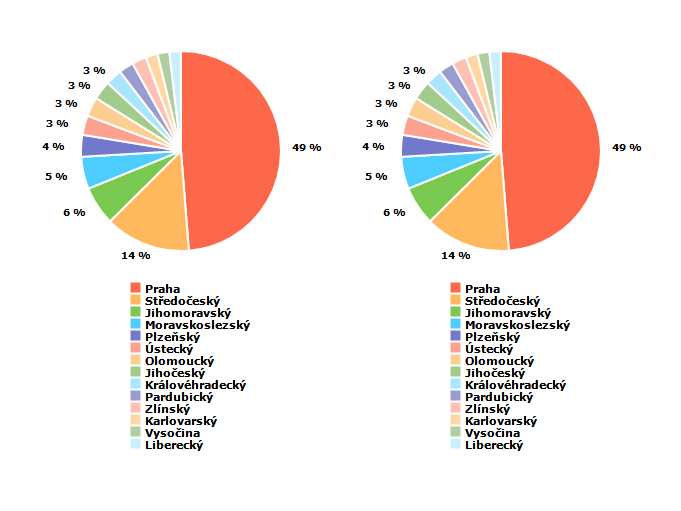 3 %
3 %
3 %
3 %
4 %
5 %
6 %
14 %
49 %
3 %
3 %
3 %
3 %
4 %
5 %
6 %
14 %
49 %
Praha
Středočeský
Jihomoravský
Moravskoslezský
Plzeňský
Ústecký
Olomoucký
Jihočeský
Královéhradecký
Pardubický
Zlínský
Karlovarský
Vysočina
Liberecký
Praha
Středočeský
Jihomoravský
Moravskoslezský
Plzeňský
Ústecký
Olomoucký
Jihočeský
Královéhradecký
Pardubický
Zlínský
Karlovarský
Vysočina
Liberecký